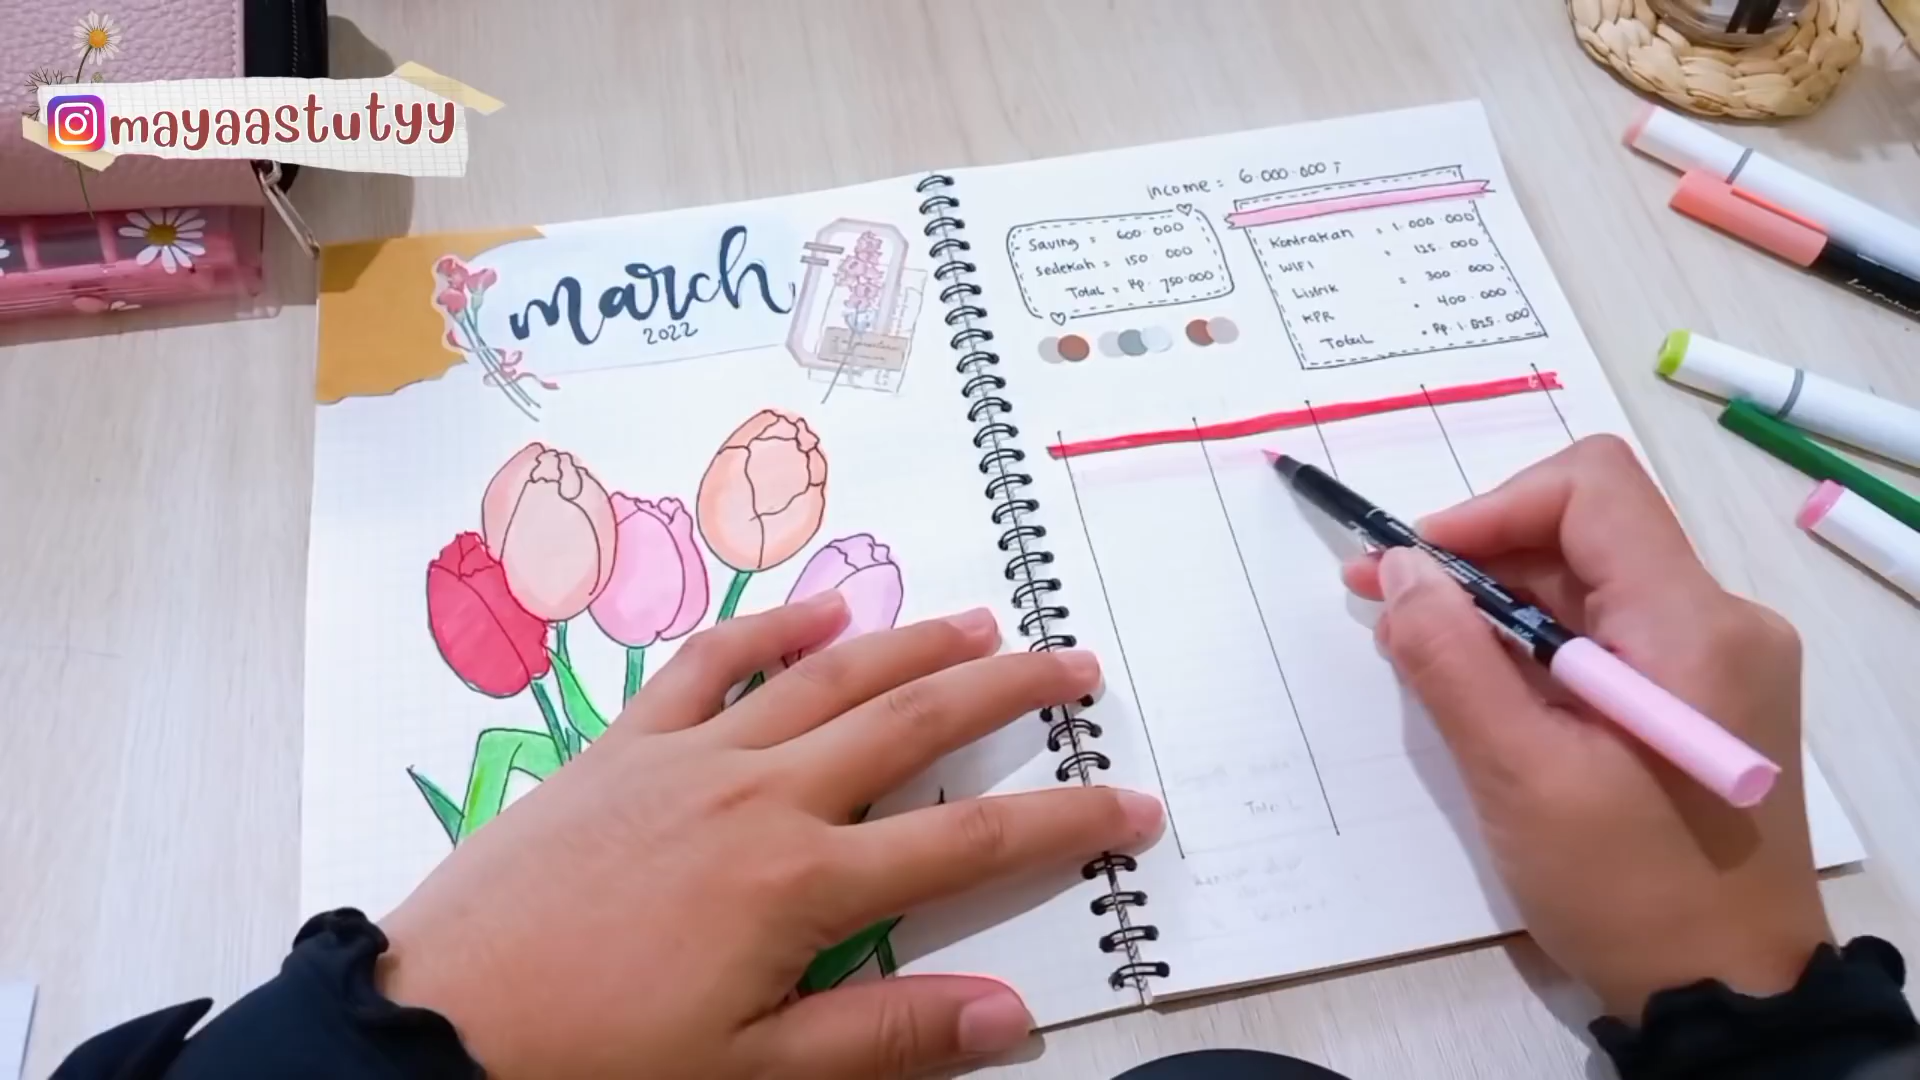 mayaastutyy
march
2022
income : 6.000.000;
Saving = 600.000
Sedekah = 150.000
Total = Rp. 750.000
Kontrakan = 1.000.000
WIFI = 125.000
Listrik = 300.000
KPR = 400.000
Total = Rp. 1.825.000
Total